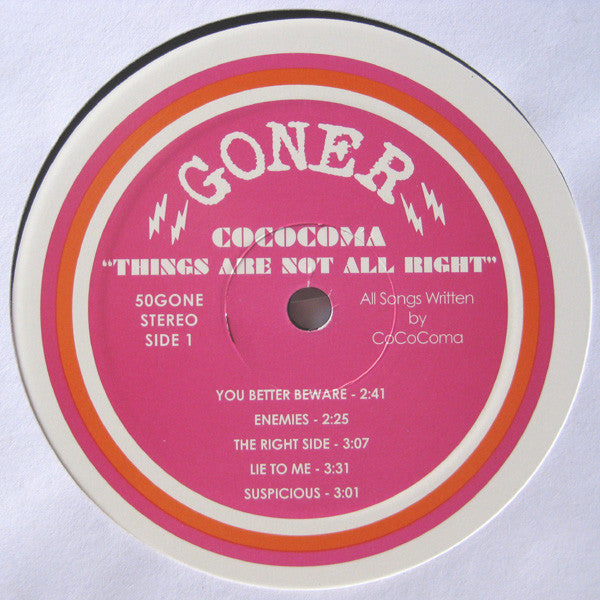 GONER
COCOCOMA
"THINGS ARE NOT ALL RIGHT"
50GONE
STEREO
SIDE 1
All Songs Written
by
CoCoComa
YOU BETTER BEWARE - 2:41
ENEMIES - 2:25
THE RIGHT SIDE - 3:07
LIE TO ME - 3:31
SUSPICIOUS - 3:01